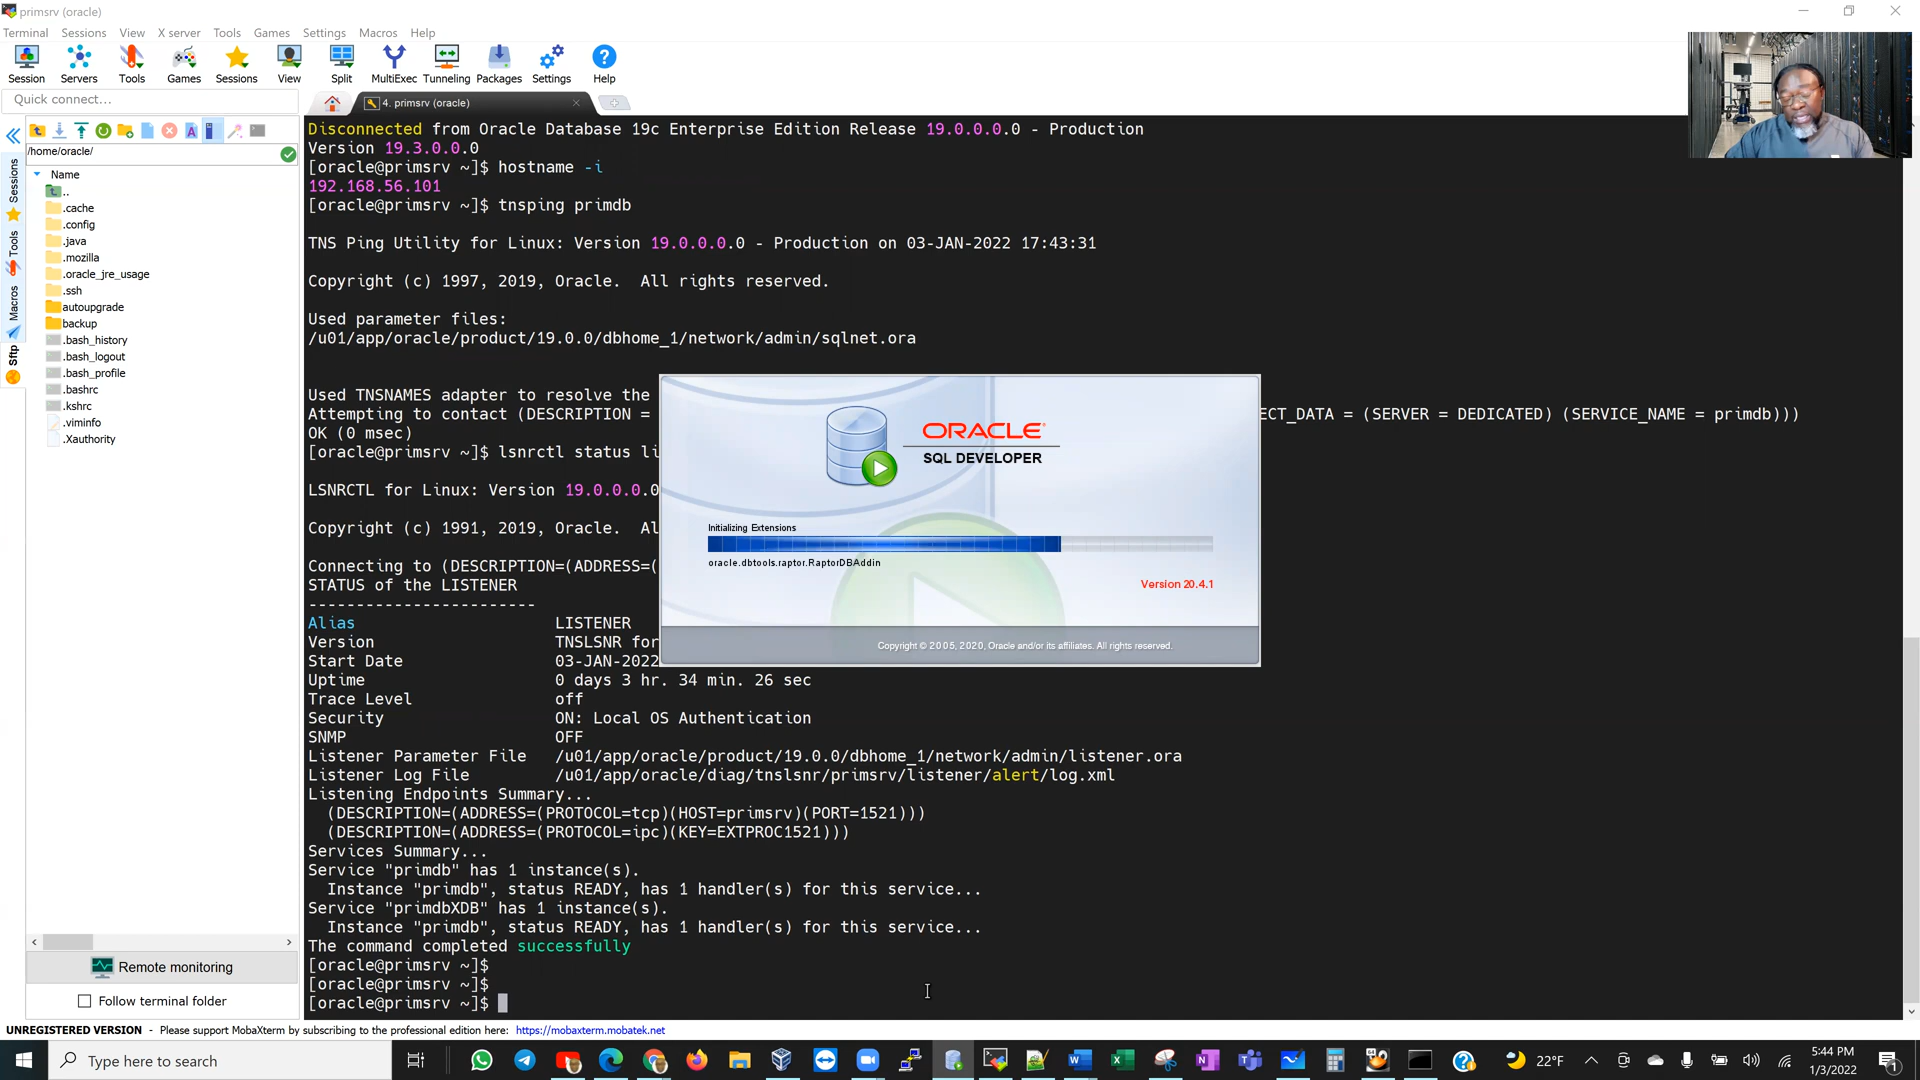 primsrv (oracle)
Terminal Sessions View X server Tools Games Settings Macros Help
Session Servers Tools Games Sessions View Split MultiExec Tunneling Packages Settings Help
Quick connect...
4. primsrv (oracle)
/home/oracle/
Name
..
.cache
.config
.java
.mozilla
.oracle_jre_usage
.ssh
autoupgrade
backup
.bash_history
.bash_logout
.bash_profile
.bashrc
.kshrc
.viminfo
.Xauthority
Sessions
Tools
Macros
Sftp
Remote monitoring
Follow terminal folder
Disconnected from Oracle Database 19c Enterprise Edition Release 19.0.0.0.0 - Production
Version 19.3.0.0.0
[oracle@primsrv ~]$ hostname -i
192.168.56.101
[oracle@primsrv ~]$ tnsping primdb
TNS Ping Utility for Linux: Version 19.0.0.0.0 - Production on 03-JAN-2022 17:43:31
Copyright (c) 1997, 2019, Oracle.  All rights reserved.
Used parameter files:
/u01/app/oracle/product/19.0.0/dbhome_1/network/admin/sqlnet.ora
Used TNSNAMES adapter to resolve the
Attempting to contact (DESCRIPTION = ECT_DATA = (SERVER = DEDICATED) (SERVICE_NAME = primdb)))
OK (0 msec)
[oracle@primsrv ~]$ lsnrctl status li
LSNRCTL for Linux: Version 19.0.0.0.0
Copyright (c) 1991, 2019, Oracle.  Al
Connecting to (DESCRIPTION=(ADDRESS=(
STATUS of the LISTENER
------------------------
Alias LISTENER
Version TNSLSNR for
Start Date 03-JAN-2022
Uptime 0 days 3 hr. 34 min. 26 sec
Trace Level off
Security ON: Local OS Authentication
SNMP OFF
Listener Parameter File /u01/app/oracle/product/19.0.0/dbhome_1/network/admin/listener.ora
Listener Log File /u01/app/oracle/diag/tnslsnr/primsrv/listener/alert/log.xml
Listening Endpoints Summary...
(DESCRIPTION=(ADDRESS=(PROTOCOL=tcp)(HOST=primsrv)(PORT=1521)))
(DESCRIPTION=(ADDRESS=(PROTOCOL=ipc)(KEY=EXTPROC1521)))
Services Summary...
Service "primdb" has 1 instance(s).
Instance "primdb", status READY, has 1 handler(s) for this service...
Service "primdbXDB" has 1 instance(s).
Instance "primdb", status READY, has 1 handler(s) for this service...
The command completed successfully
[oracle@primsrv ~]$
[oracle@primsrv ~]$
[oracle@primsrv ~]$
ORACLE
SQL DEVELOPER
Initializing Extensions
oracle.dbtools.raptor.RaptorDBAddin
Version 20.4.1
Copyright © 2005, 2020, Oracle and/or its affiliates. All rights reserved.
UNREGISTERED VERSION - Please support MobaXterm by subscribing to the professional edition here: https://mobaxterm.mobatek.net
Type here to search
22°F
5:44 PM
1/3/2022
1